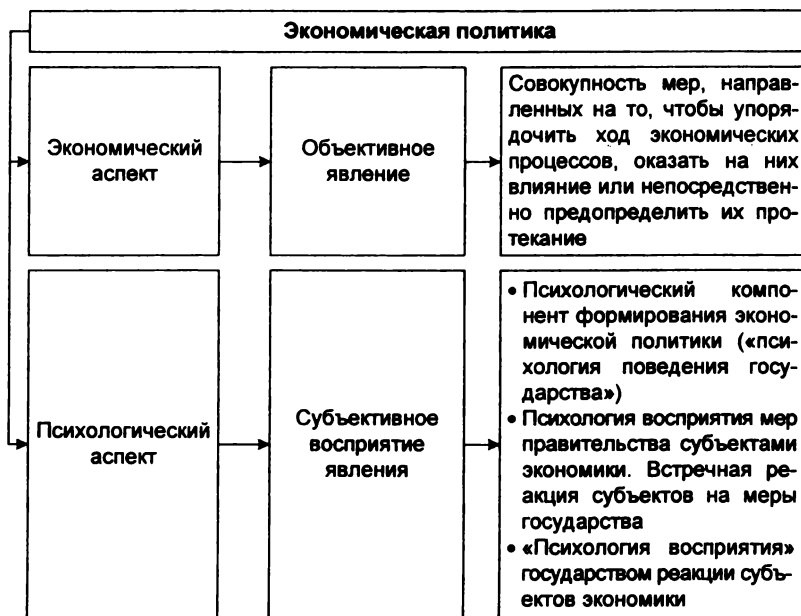 Экономическая политика
Экономический
аспект
Объективное
явление
Совокупность мер, направ-
ленных на то, чтобы упоря-
дочить ход экономических
процессов, оказать на них
влияние или непосредствен-
но предопределить их про-
текание
Психологический
аспект
Субъективное
восприятие
явления
• Психологический компо-
нент формирования эконо-
мической политики («пси-
хология поведения госу-
дарства»)
• Психология восприятия мер
правительства субъектами
экономики. Встречная ре-
акция субъектов на меры
государства
• «Психология восприятия»
государством реакции субъ-
ектов экономики